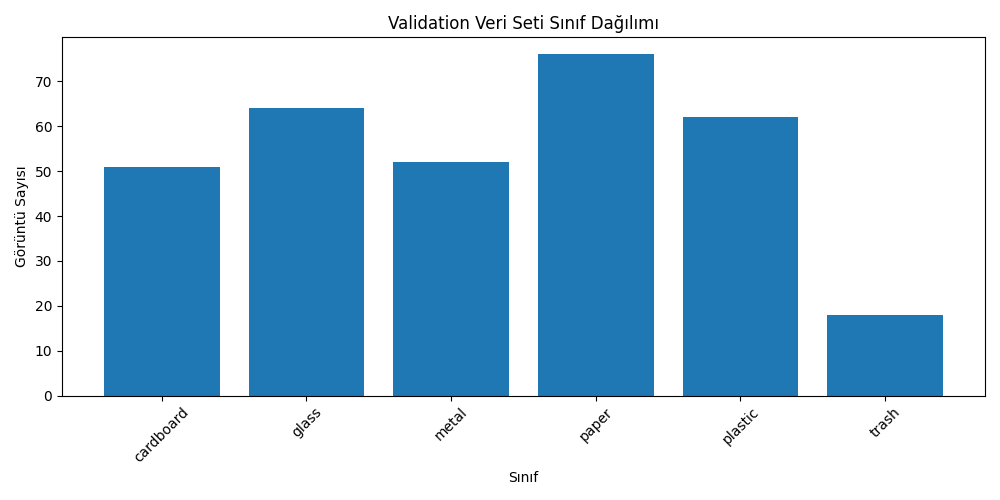 Validation Veri Seti Sınıf Dağılımı
Görüntü Sayısı
70
60
50
40
30
20
10
0
cardboard
glass
metal
paper
plastic
trash
Sınıf